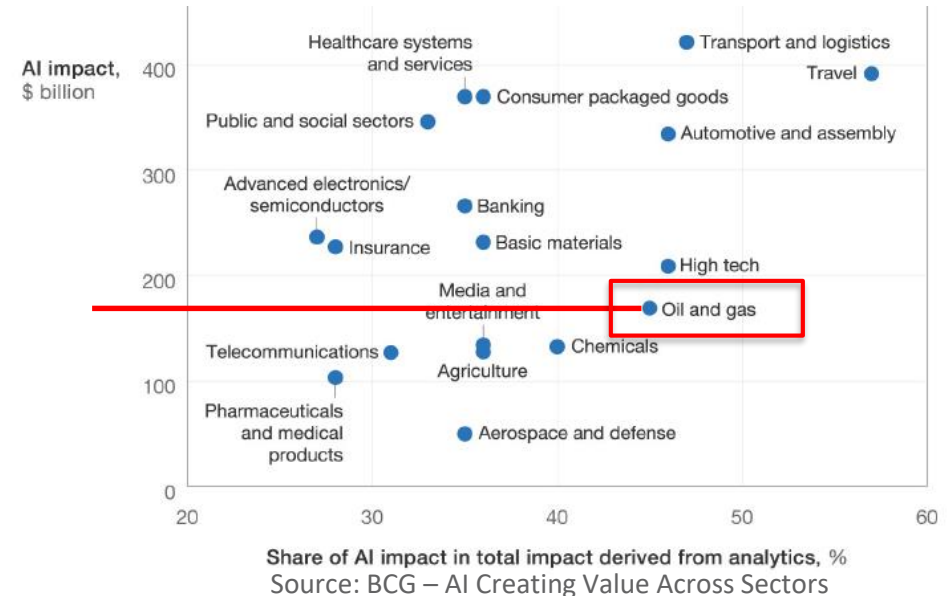 AI impact,
$ billion
400
300
200
100
0
Healthcare systems
and services
Transport and logistics
Travel
Consumer packaged goods
Public and social sectors
Automotive and assembly
Advanced electronics/
semiconductors
Banking
Insurance
Basic materials
High tech
Media and
entertainment
Oil and gas
Telecommunications
Chemicals
Agriculture
Pharmaceuticals
and medical
products
Aerospace and defense
20
30
40
50
60
Share of AI impact in total impact derived from analytics, %
Source: BCG – AI Creating Value Across Sectors